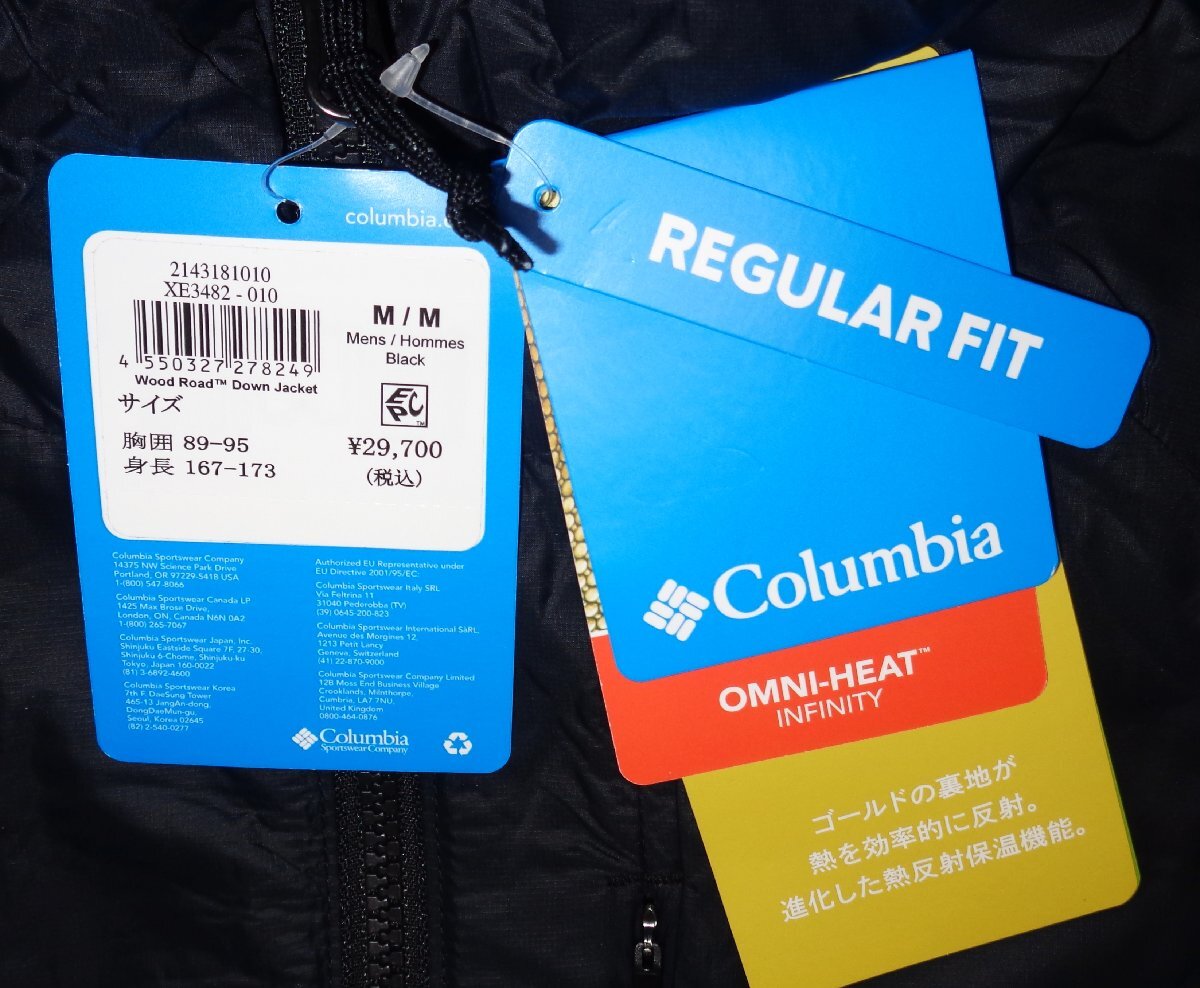 columbia.
2143181010
XE3482 - 010
4 550327 278249
Wood Road™ Down Jacket
M / M
Mens / Hommes
Black
EPC™
サイズ
胸囲 89-95
身長 167-173
¥29,700
(税込)
Columbia Sportswear Company
14375 NW Science Park Drive
Portland, OR 97229-5418 USA
1-(800) 547-8066
Columbia Sportswear Canada LP
1425 Max Brose Drive,
London, ON, Canada N6N 0A2
1-(800) 265-7067
Columbia Sportswear Japan, Inc.
Shinjuku Eastside Square 7F, 27-30,
Shinjuku 6-Chome, Shinjuku-ku
Tokyo, Japan 160-0022
(81) 3-6892-4600
Columbia Sportswear Korea
7th F. DaeSung Tower
465-13 JangAn-dong,
DongDaeMun-gu,
Seoul, Korea 02645
(82) 2-540-0277
Authorized EU Representative under
EU Directive 2001/95/EC:
Columbia Sportswear Italy SRL
Via Feltrina 11
31040 Pederobba (TV)
(39) 0645-200-823
Columbia Sportswear International SàRL,
Avenue des Morgines 12,
1213 Petit Lancy
Geneva, Switzerland
(41) 22-870-9000
Columbia Sportswear Company Limited
12B Moss End Business Village
Crooklands, Milnthorpe,
Cumbria, LA7 7NU,
United Kingdom
0800-464-0876
Columbia
Sportswear Company
REGULAR FIT
Columbia
OMNI-HEAT™
INFINITY
ゴールドの裏地が
熱を効率的に反射。
進化した熱反射保温機能。